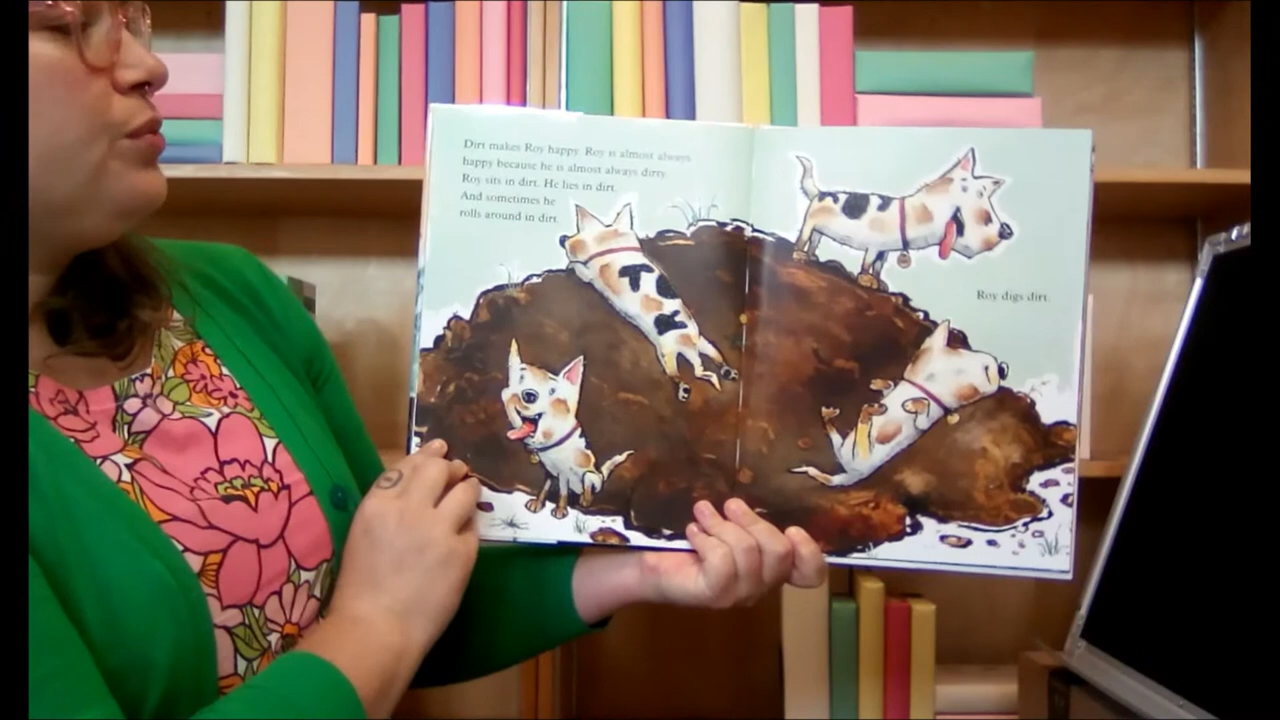 Dirt makes Roy happy. Roy is almost always
happy because he is almost always dirty.
Roy sits in dirt. He lies in dirt.
And sometimes he
rolls around in dirt.
Roy digs dirt.